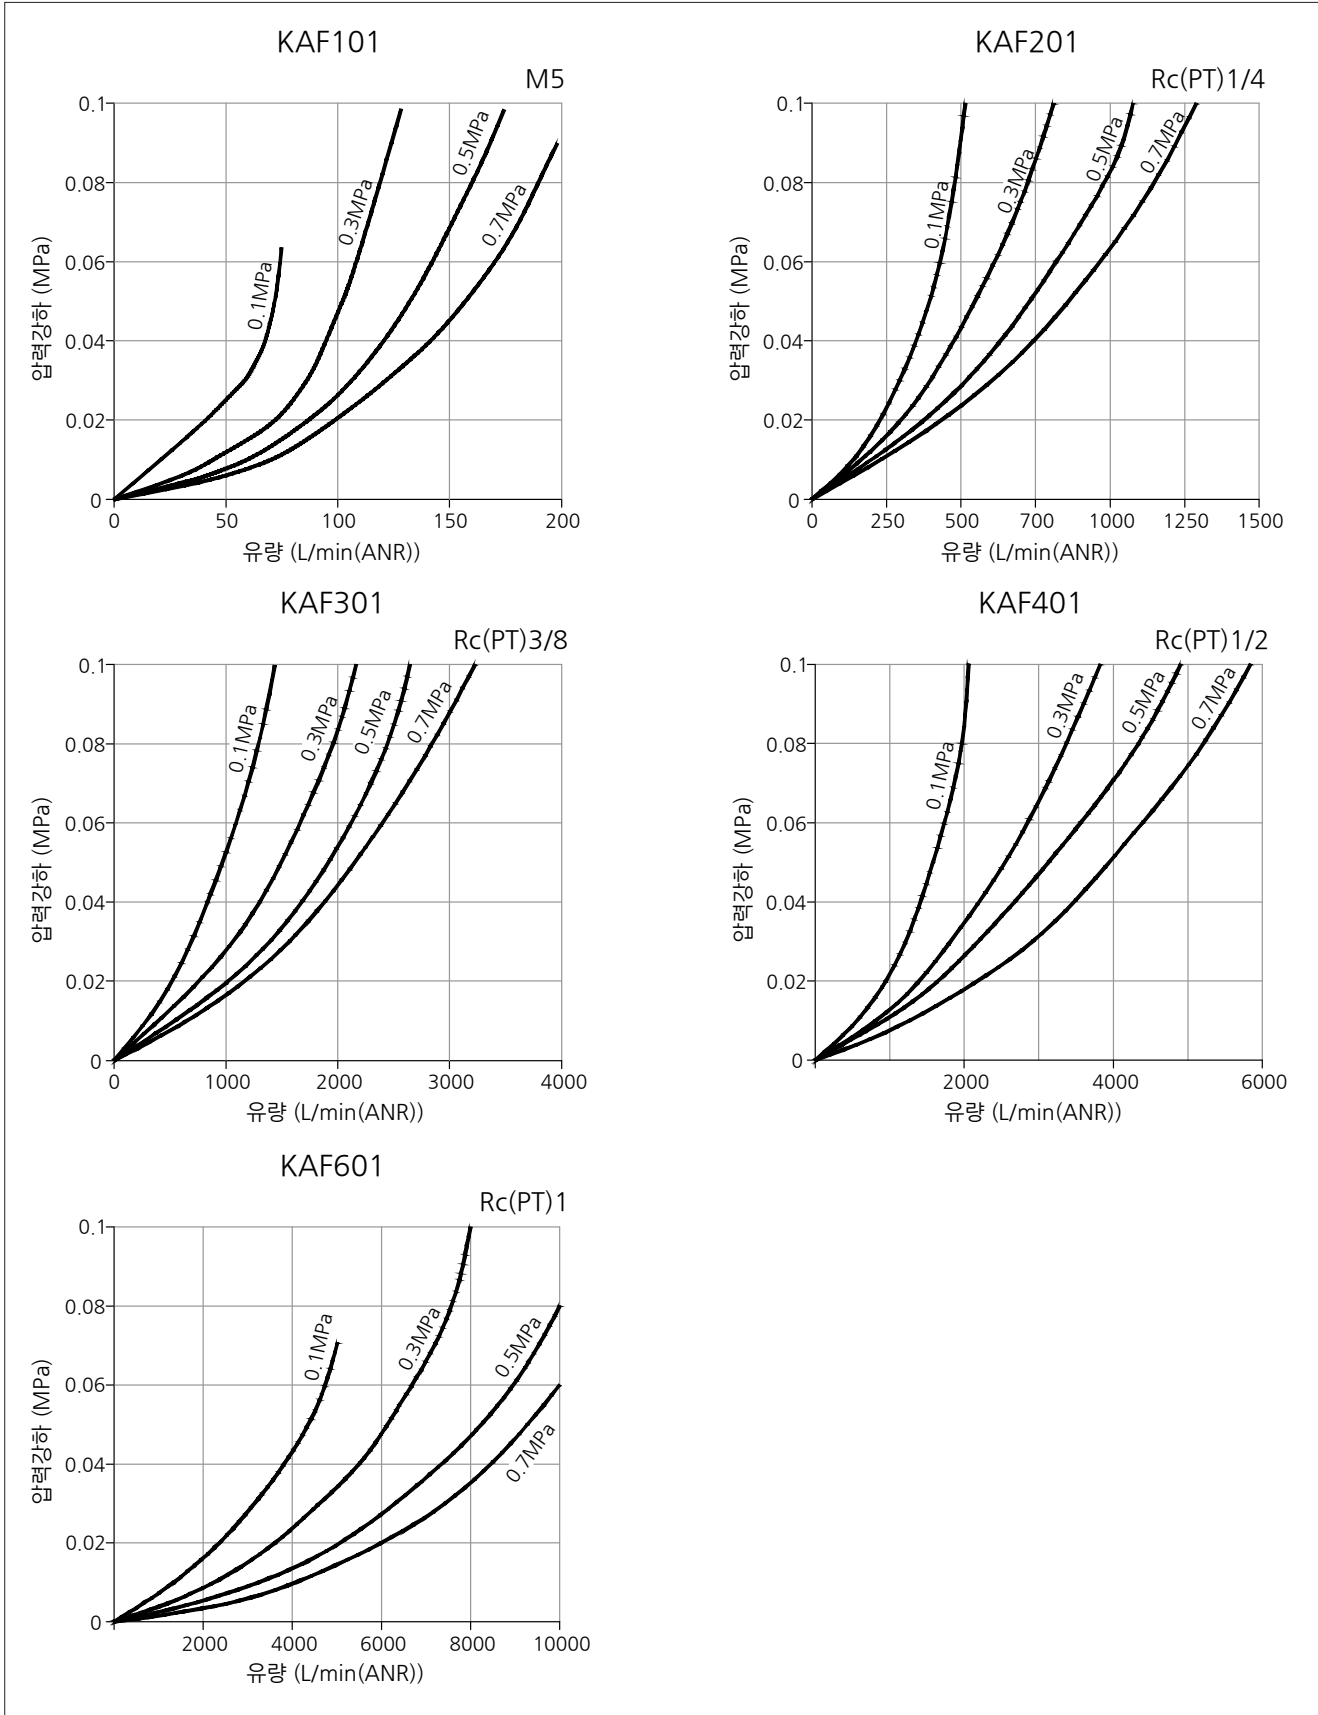 KAF101
M5
0.1
0.08
0.06
0.04
0.02
0
압력강하 (MPa)
0.1MPa
0.3MPa
0.5MPa
0.7MPa
0
50
100
150
200
유량 (L/min(ANR))
KAF201
Rc(PT)1/4
0.1
0.08
0.06
0.04
0.02
0
압력강하 (MPa)
0.1MPa
0.3MPa
0.5MPa
0.7MPa
0
250
500
750
1000
1250
1500
유량 (L/min(ANR))
KAF301
Rc(PT)3/8
0.1
0.08
0.06
0.04
0.02
0
압력강하 (MPa)
0.1MPa
0.3MPa
0.5MPa
0.7MPa
0
1000
2000
3000
4000
유량 (L/min(ANR))
KAF401
Rc(PT)1/2
0.1
0.08
0.06
0.04
0.02
0
압력강하 (MPa)
0.1MPa
0.3MPa
0.5MPa
0.7MPa
2000
4000
6000
유량 (L/min(ANR))
KAF601
Rc(PT)1
0.1
0.08
0.06
0.04
0.02
0
압력강하 (MPa)
0.1MPa
0.3MPa
0.5MPa
0.7MPa
2000
4000
6000
8000
10000
유량 (L/min(ANR))